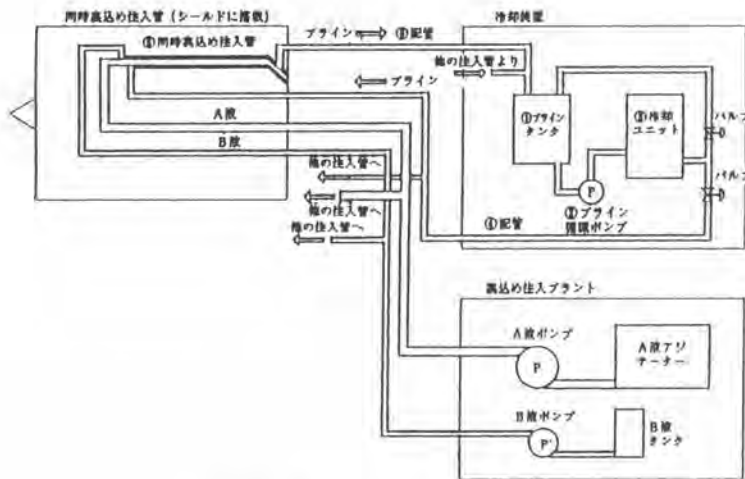 同時裏込め注入管（シールドに搭載）
同時裏込め注入管
ブライン
配管
冷却装置
他の注入管より
ブライン
A液
B液
他の注入管へ
他の注入管へ
他の注入管へ
①ブライン
タンク
冷却
ユニット
バルブ
バルブ
P
ブライン
循環ポンプ
配管
裏込め注入プラント
A液ポンプ
P
A液アジ
テーター
B液ポンプ
P
B液
タンク